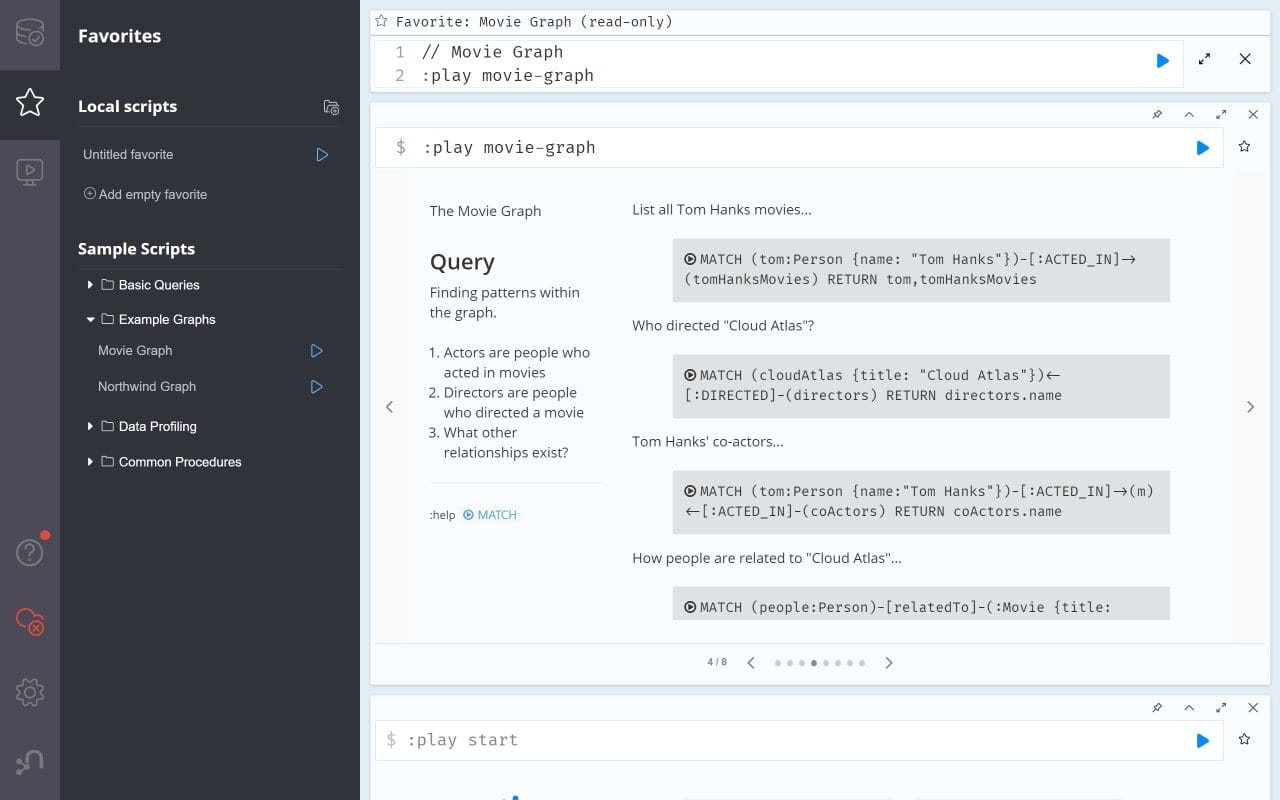 Favorites
Local scripts
Untitled favorite
Add empty favorite
Sample Scripts
Basic Queries
Example Graphs
Movie Graph
Northwind Graph
Data Profiling
Common Procedures
Favorite: Movie Graph (read-only)
1 // Movie Graph
2 :play movie-graph
$ :play movie-graph
The Movie Graph
Query
Finding patterns within
the graph.
1. Actors are people who
acted in movies
2. Directors are people
who directed a movie
3. What other
relationships exist?
:help MATCH
List all Tom Hanks movies...
MATCH (tom:Person {name: "Tom Hanks"})-[:ACTED_IN]->
(tomHanksMovies) RETURN tom,tomHanksMovies
Who directed "Cloud Atlas"?
MATCH (cloudAtlas {title: "Cloud Atlas"})<-
[:DIRECTED]-(directors) RETURN directors.name
Tom Hanks' co-actors...
MATCH (tom:Person {name:"Tom Hanks"})-[:ACTED_IN]->(m)
<-[:ACTED_IN]-(coActors) RETURN coActors.name
How people are related to "Cloud Atlas"...
MATCH (people:Person)-[relatedTo]-(:Movie {title:
4 / 8
$ :play start